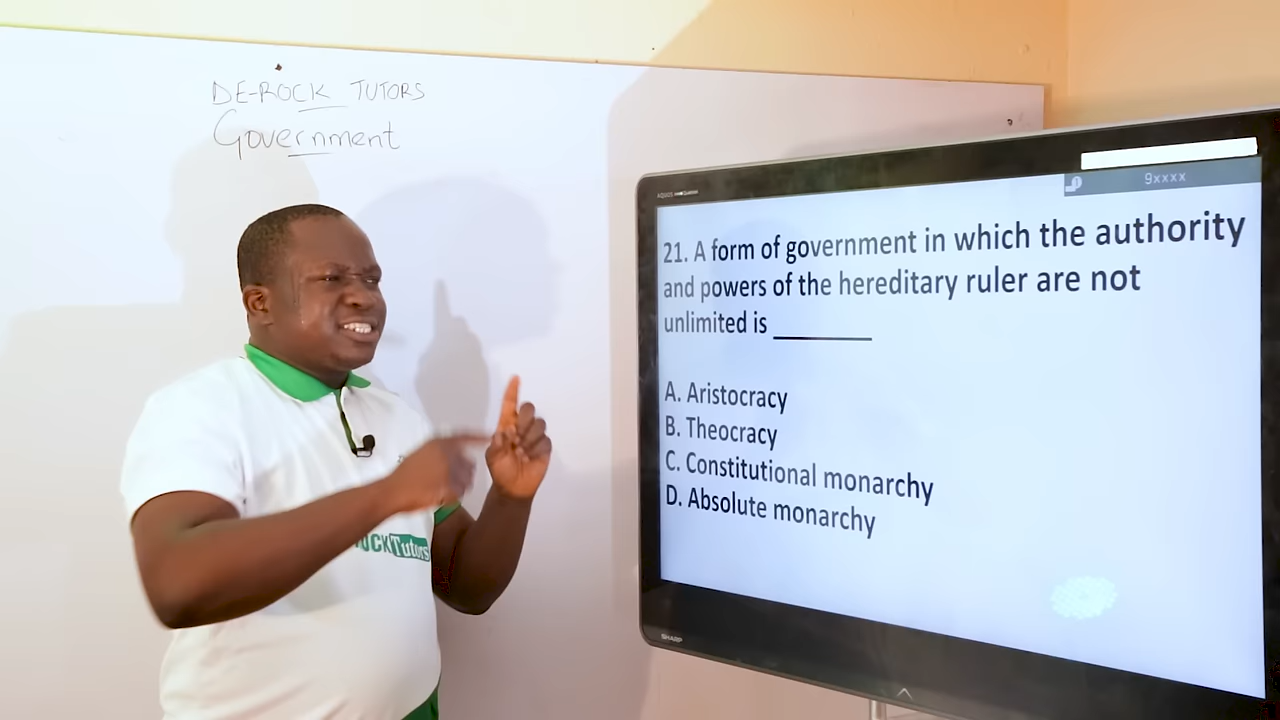 DE-ROCK TUTORS
Government
9xxxx
21. A form of government in which the authority
and powers of the hereditary ruler are not
unlimited is ________
A. Aristocracy
B. Theocracy
C. Constitutional monarchy
D. Absolute monarchy
Tutors
SHARP